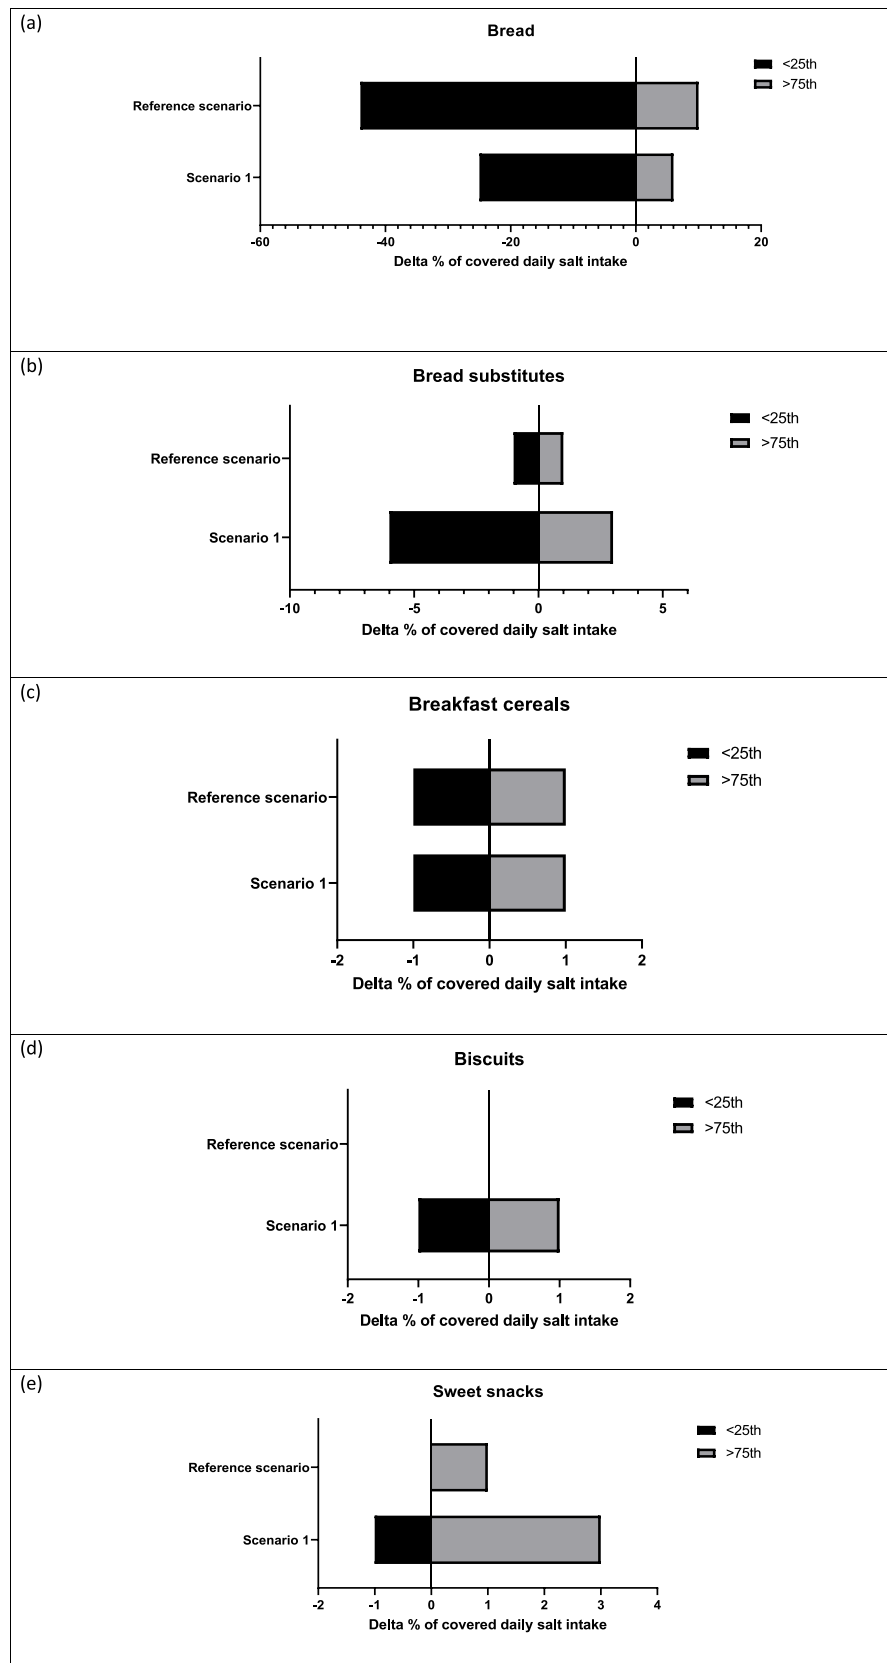 (a)
Bread
<25th
>75th
Reference scenario
Scenario 1
-60 -40 -20 0 20
Delta % of covered daily salt intake
(b)
Bread substitutes
<25th
>75th
Reference scenario
Scenario 1
-10 -5 0 5
Delta % of covered daily salt intake
(c)
Breakfast cereals
<25th
>75th
Reference scenario
Scenario 1
-2 -1 0 1 2
Delta % of covered daily salt intake
(d)
Biscuits
<25th
>75th
Reference scenario
Scenario 1
-2 -1 0 1 2
Delta % of covered daily salt intake
(e)
Sweet snacks
<25th
>75th
Reference scenario
Scenario 1
-2 -1 0 1 2 3 4
Delta % of covered daily salt intake